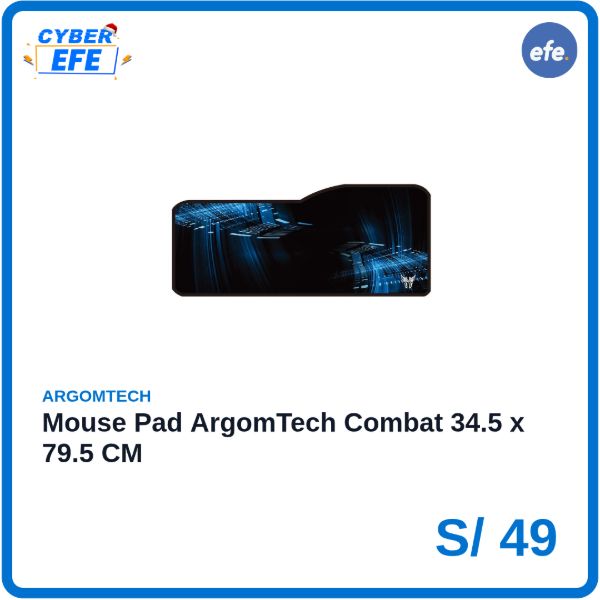 CYBER
EFE
efe.
ARGOMTECH
Mouse Pad ArgomTech Combat 34.5 x
79.5 CM
S/ 49